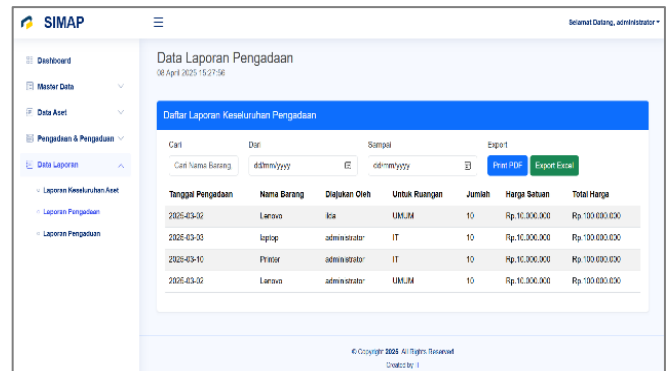 SIMAP
Selamat Datang, administrator
Dashboard
Master Data
Data Aset
Pengadaan & Pengaduan
Data Laporan
Laporan Keseluruhan Aset
Laporan Pengadaan
Laporan Pengaduan
Data Laporan Pengadaan
08 April 2025 15:27:56
Daftar Laporan Keseluruhan Pengadaan
Cari Dari Sampai Export
Cari Nama Barang dd/mm/yyyy dd/mm/yyyy Print PDF Export Excel
Tanggal Pengadaan Nama Barang Diajukan Oleh Untuk Ruangan Jumlah Harga Satuan Total Harga
2025-03-02 Lenovo UMUM 10 Rp.10.000.000 Rp.100.000.000
2025-03-03 laptop administrator IT 10 Rp.10.000.000 Rp.100.000.000
2025-03-10 Printer administrator IT 10 Rp.10.000.000 Rp.100.000.000
2025-03-02 Lenovo administrator UMUM 10 Rp.10.000.000 Rp.100.000.000
© Copyright 2025. All Rights Reserved
Created by